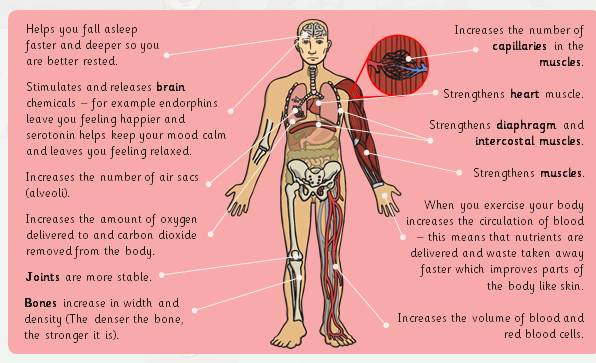 Helps you fall asleep
faster and deeper so you
are better rested.
Stimulates and releases brain
chemicals – for example endorphins
leave you feeling happier and
serotonin helps keep your mood calm
and leaves you feeling relaxed.
Increases the number of air sacs
(alveoli).
Increases the amount of oxygen
delivered to and carbon dioxide
removed from the body.
Joints are more stable.
Bones increase in width and
density (The denser the bone,
the stronger it is).
Increases the number of
capillaries in the
muscles.
Strengthens heart muscle.
Strengthens diaphragm and
intercostal muscles.
Strengthens muscles.
When you exercise your body
increases the circulation of blood
– this means that nutrients are
delivered and waste taken away
faster which improves parts of
the body like skin.
Increases the volume of blood and
red blood cells.